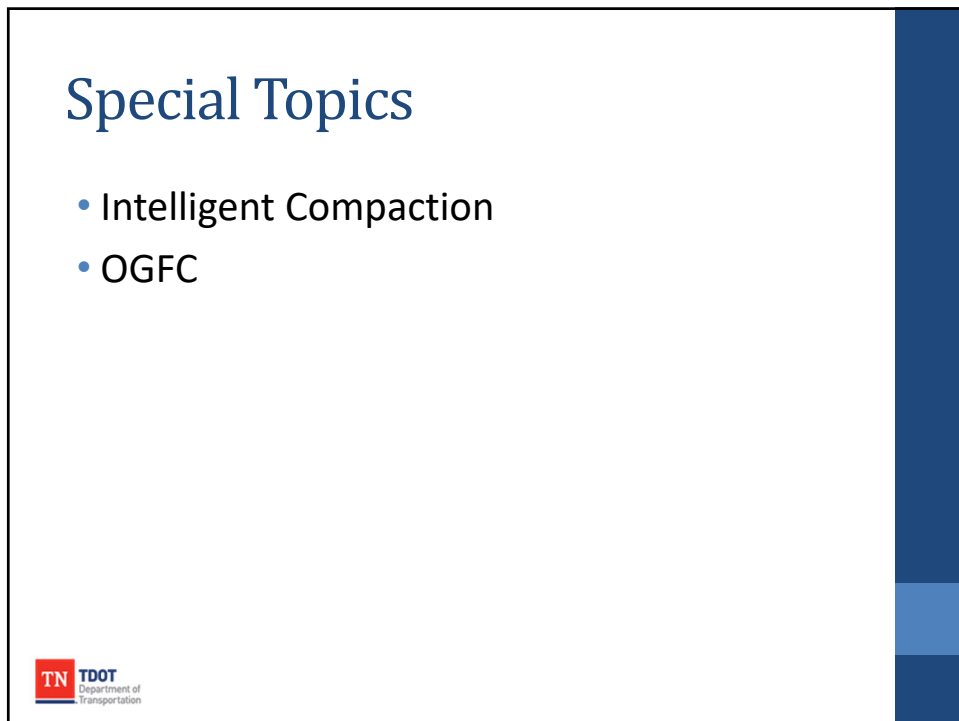 Special Topics
• Intelligent Compaction
• OGFC
TN TDOT
Department of
Transportation